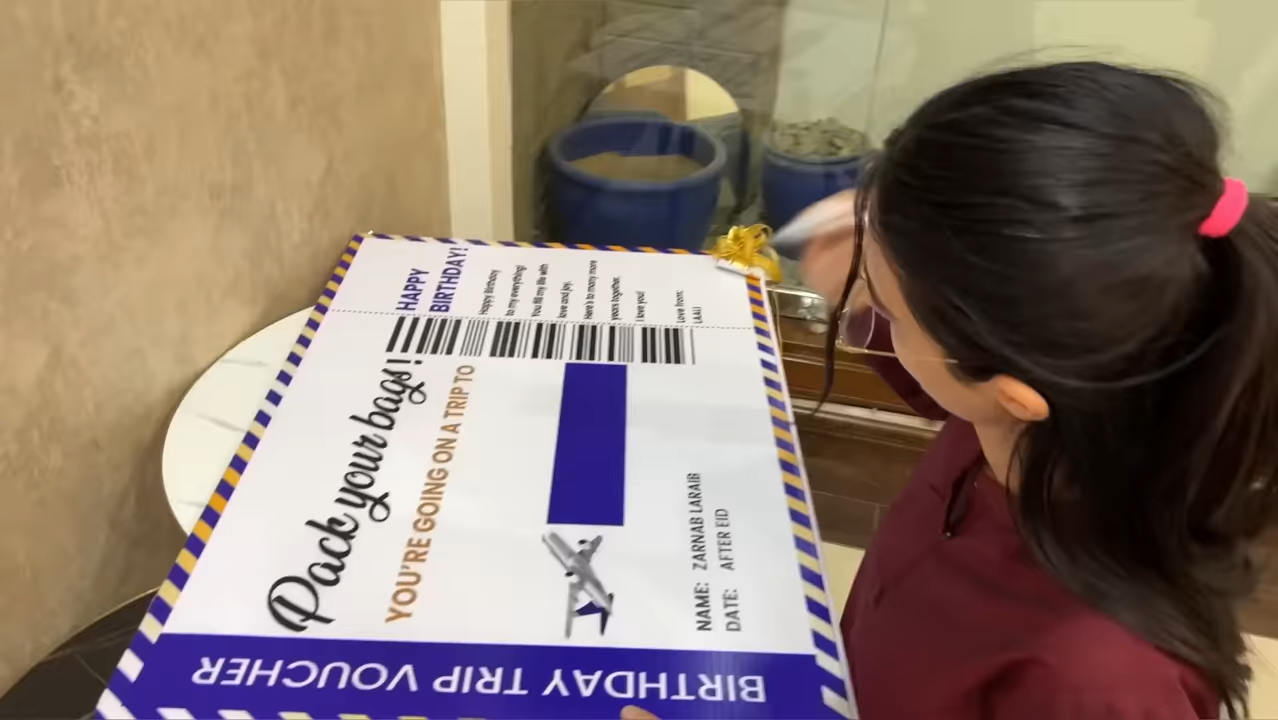 BIRTHDAY TRIP VOUCHER
Pack your bags!
YOU'RE GOING ON A TRIP TO
NAME: ZARNAB LARAIB
DATE: AFTER EID
HAPPY
BIRTHDAY!
Happy Birthday
to my everything!
You fill my life with
love and joy.
Here's to many more
years together.
I love you!
Love from:
LAALI